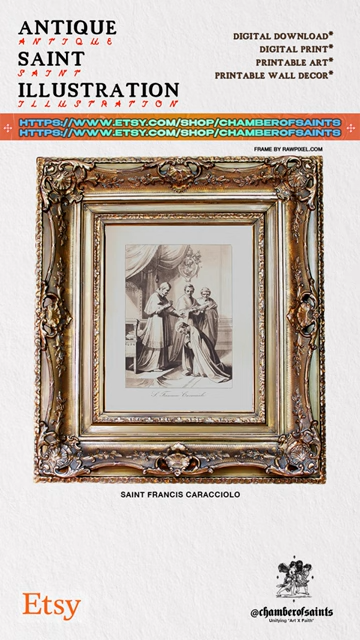 ANTIQUE
ANTIQUE
SAINT
SAINT
ILLUSTRATION
ILLUSTRATION
DIGITAL DOWNLOAD*
DIGITAL PRINT*
PRINTABLE ART*
PRINTABLE WALL DECOR*
HTTPS://WWW.ETSY.COM/SHOP/CHAMBEROFSAINTS
HTTPS://WWW.ETSY.COM/SHOP/CHAMBEROFSAINTS
FRAME BY RAWPIXEL.COM
S. Francesco Caracciolo
SAINT FRANCIS CARACCIOLO
Etsy
@chamberofsaints
Unifying "Art X Faith"